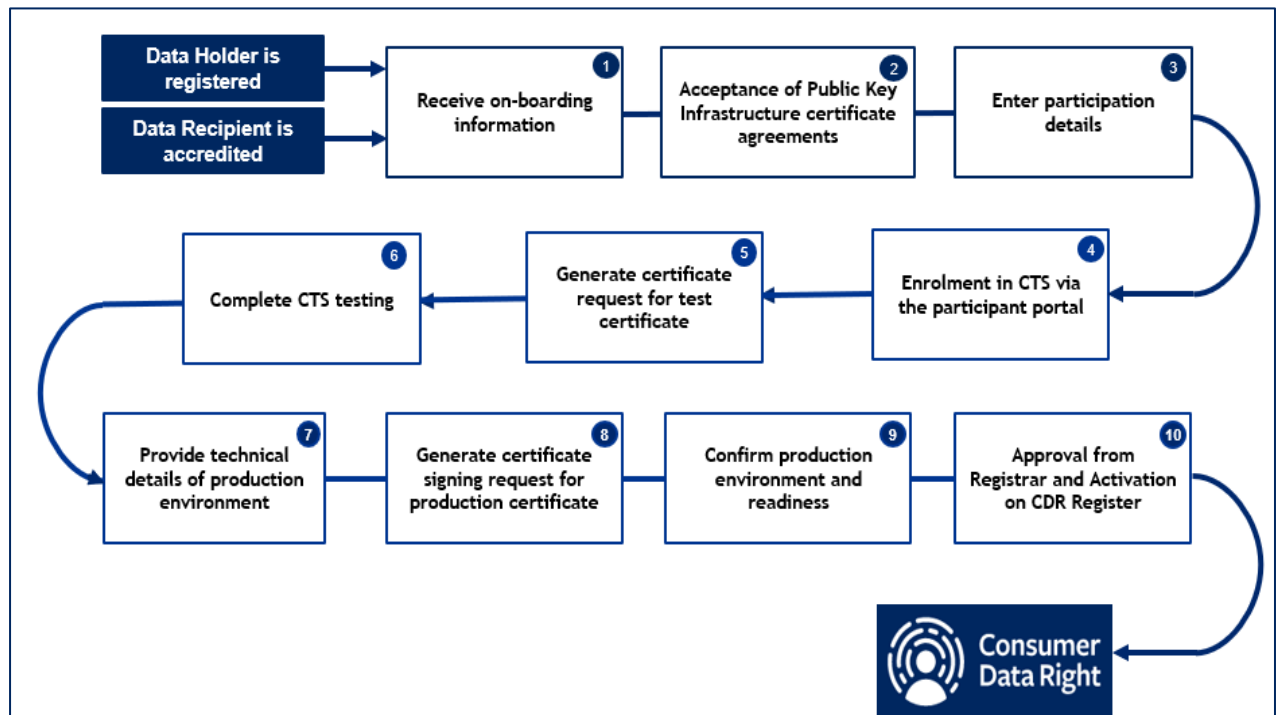 Data Holder is
registered
Data Recipient is
accredited
1
Receive on-boarding
information
2
Acceptance of Public Key
Infrastructure certificate
agreements
3
Enter participation
details
4
Enrolment in CTS via
the participant portal
5
Generate certificate
request for test
certificate
6
Complete CTS testing
7
Provide technical
details of production
environment
8
Generate certificate
signing request for
production certificate
9
Confirm production
environment and
readiness
10
Approval from
Registrar and Activation
on CDR Register
Consumer
Data Right